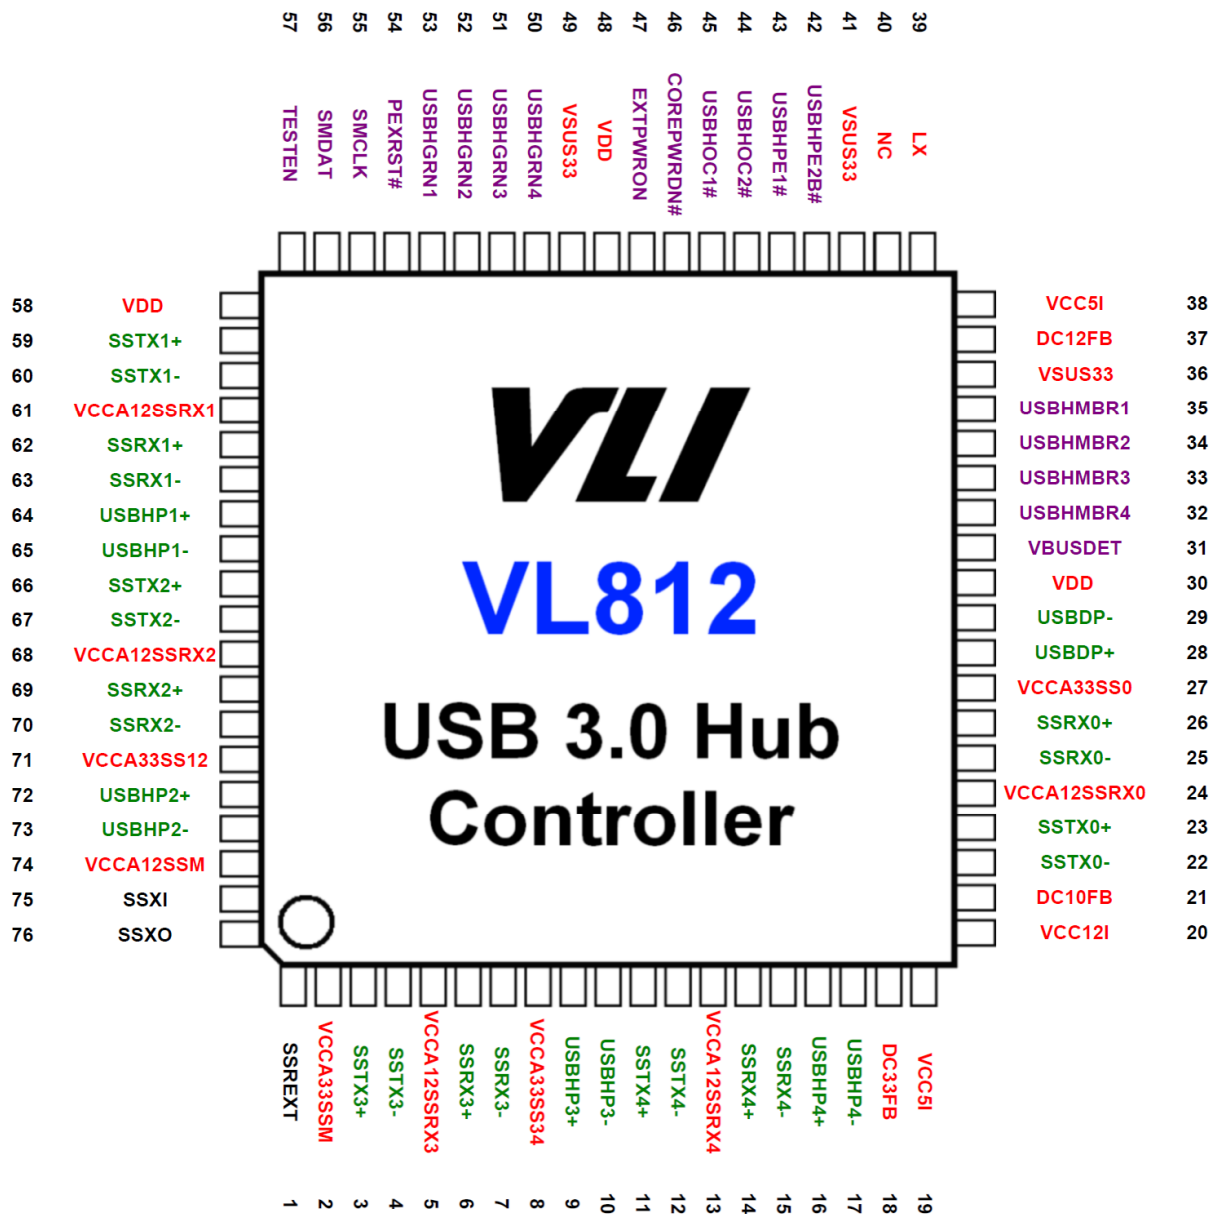 57 56 55 54 53 52 51 50 49 48 47 46 45 44 43 42 41 40 39
TESTEN
SMDAT
SMCLK
PEXRST#
USBHGRN1
USBHGRN2
USBHGRN3
USBHGRN4
VSUS33
VDD
EXTPWRON
COREPWRDN#
USBHOC1#
USBHOC2#
USBHPE1#
USBHPE2B#
VSUS33
NC
LX
58 VDD
59 SSTX1+
60 SSTX1-
61 VCCA12SSRX1
62 SSRX1+
63 SSRX1-
64 USBHP1+
65 USBHP1-
66 SSTX2+
67 SSTX2-
68 VCCA12SSRX2
69 SSRX2+
70 SSRX2-
71 VCCA33SS12
72 USBHP2+
73 USBHP2-
74 VCCA12SSM
75 SSXI
76 SSXO
VLI
VL812
USB 3.0 Hub
Controller
VCC5I 38
DC12FB 37
VSUS33 36
USBHMBR1 35
USBHMBR2 34
USBHMBR3 33
USBHMBR4 32
VBUSDET 31
VDD 30
USBDP- 29
USBDP+ 28
VCCA33SS0 27
SSRX0+ 26
SSRX0- 25
VCCA12SSRX0 24
SSTX0+ 23
SSTX0- 22
DC10FB 21
VCC12I 20
SSREXT
VCCA33SSM
SSTX3+
SSTX3-
VCCA12SSRX3
SSRX3+
SSRX3-
VCCA33SS34
USBHP3+
USBHP3-
SSTX4+
SSTX4-
VCCA12SSRX4
SSRX4+
SSRX4-
USBHP4+
USBHP4-
DC33FB
VCC5I
1 2 3 4 5 6 7 8 9 10 11 12 13 14 15 16 17 18 19